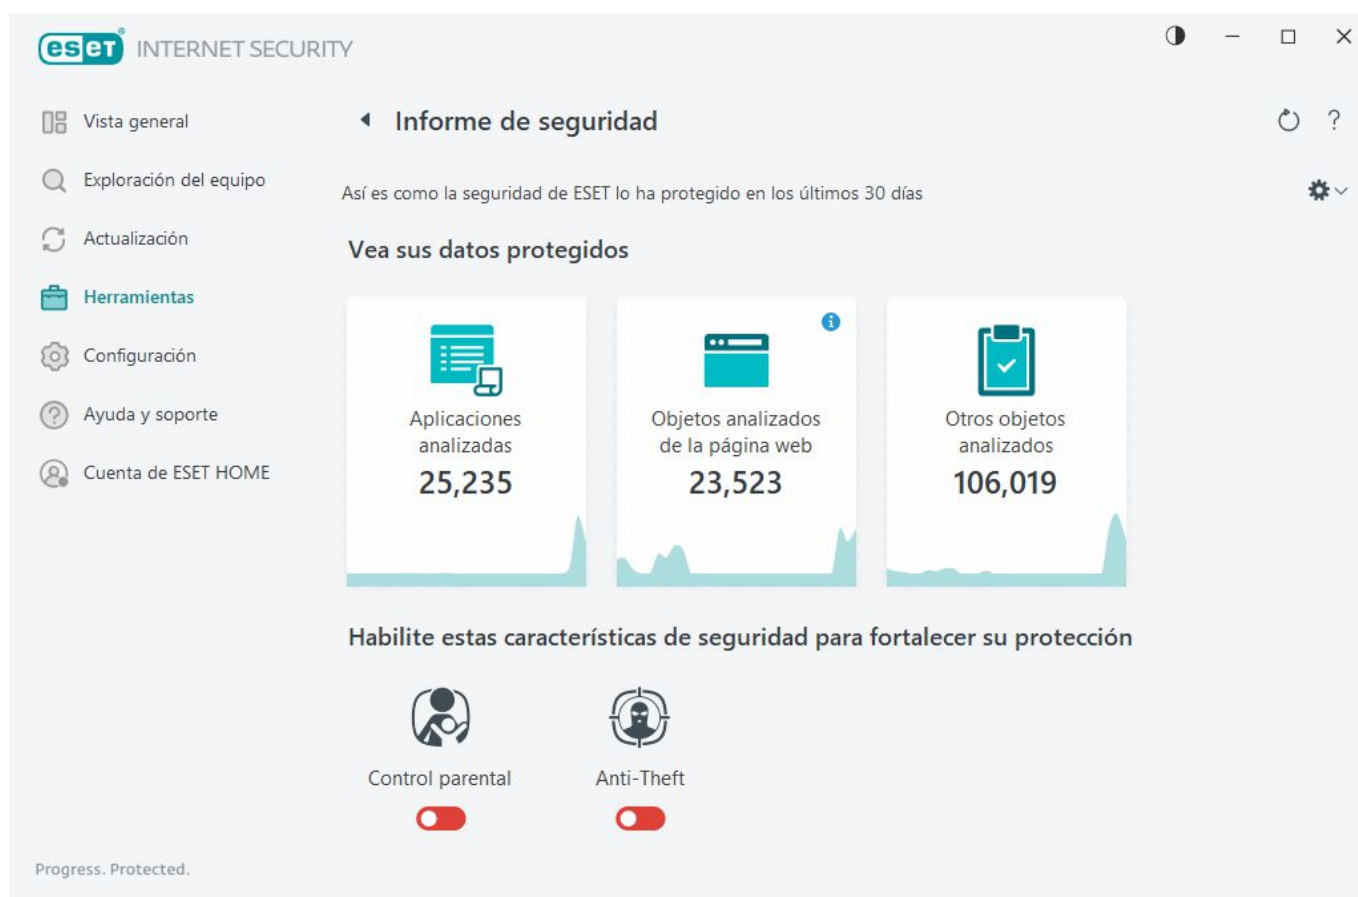 eset® INTERNET SECURITY
Vista general
Exploración del equipo
Actualización
Herramientas
Configuración
Ayuda y soporte
Cuenta de ESET HOME
Informe de seguridad
?
Así es como la seguridad de ESET lo ha protegido en los últimos 30 días
Vea sus datos protegidos
Aplicaciones
analizadas
25,235
Objetos analizados
de la página web
23,523
Otros objetos
analizados
106,019
Habilite estas características de seguridad para fortalecer su protección
Control parental
Anti-Theft
Progress. Protected.